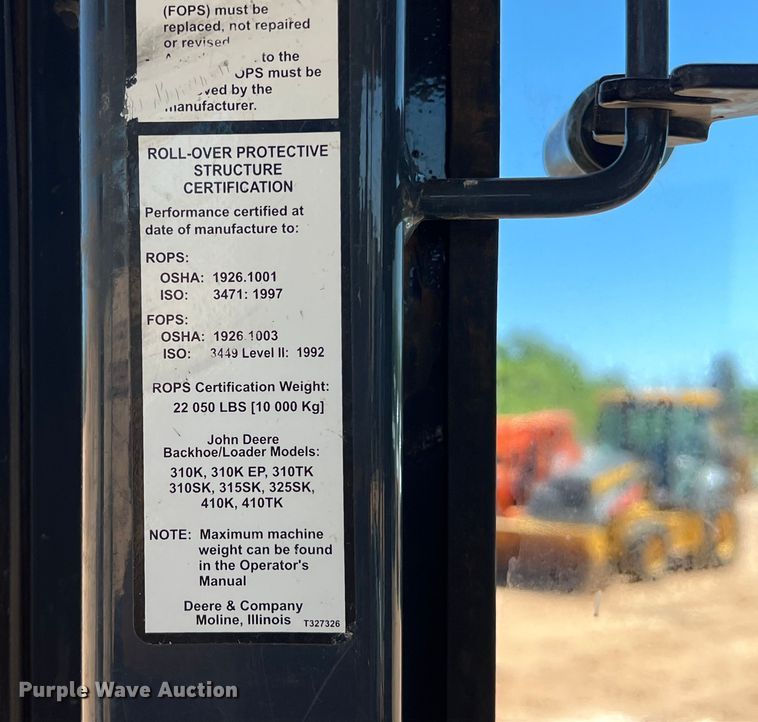 (FOPS) must be
replaced, not repaired
or revised
to the
OPS must be
by the
manufacturer.
ROLL-OVER PROTECTIVE
STRUCTURE
CERTIFICATION
Performance certified at
date of manufacture to:
ROPS:
OSHA: 1926.1001
ISO: 3471: 1997
FOPS:
OSHA: 1926.1003
ISO: 3449 Level II: 1992
ROPS Certification Weight:
22 050 LBS [10 000 Kg]
John Deere
Backhoe/Loader Models:
310K, 310K EP, 310TK
310SK, 315SK, 325SK,
410K, 410TK
NOTE: Maximum machine
weight can be found
in the Operator's
Manual
Deere & Company
Moline, Illinois T327326
Purple Wave Auction